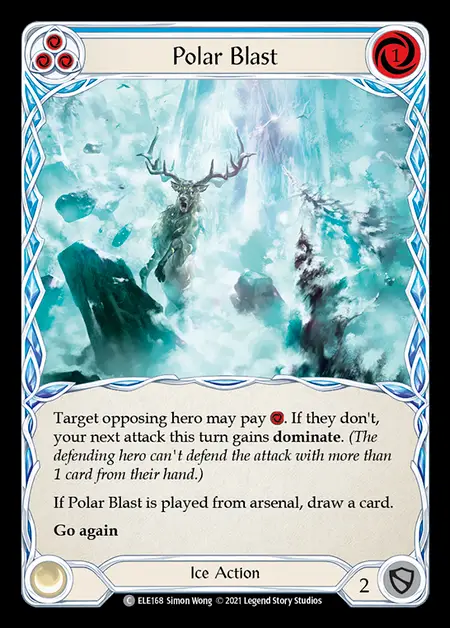 Polar Blast
1
Target opposing hero may pay . If they don't,
your next attack this turn gains dominate. (The
defending hero can't defend the attack with more than
1 card from their hand.)
If Polar Blast is played from arsenal, draw a card.
Go again
Ice Action
2
C ELE168 Simon Wong © 2021 Legend Story Studios